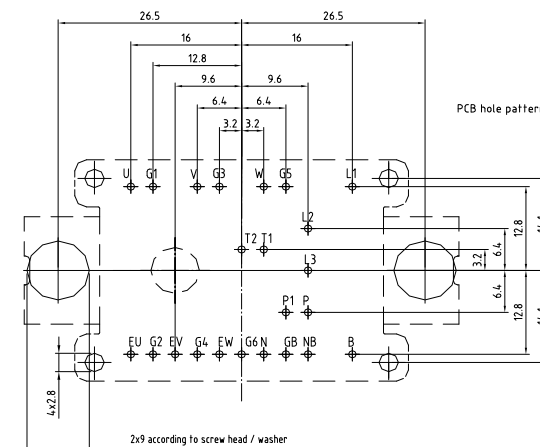 26.5 26.5
16 16
12.8
9.6 9.6
6.4 6.4
3.2 3.2
PCB hole pattern
U G1 V G3 W G5 L1
L2
T2 T1
L3
P1 P
EU G2 EV G4 EW G6 N GB NB B
12.8
6.4
3.2
6.4
12.8
4x2.8
2x9 according to screw head / washer